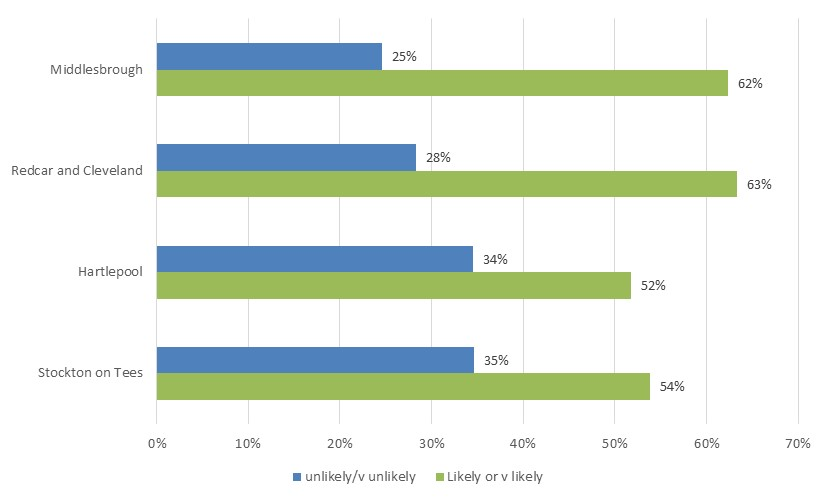 Middlesbrough
25%
62%
Redcar and Cleveland
28%
63%
Hartlepool
34%
52%
Stockton on Tees
35%
54%
0% 10% 20% 30% 40% 50% 60% 70%
unlikely/v unlikely Likely or v likely